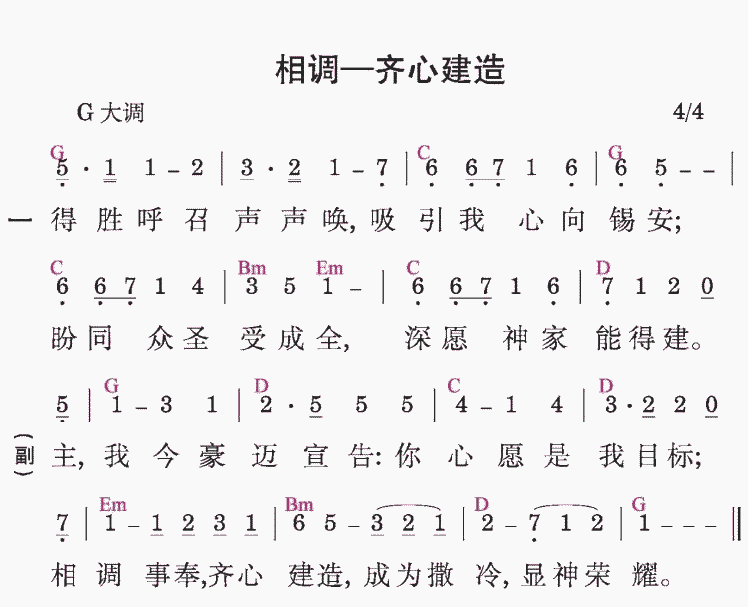 相调—齐心建造
G 大调 4/4
G C G
5 · 1 1 – 2 | 3 · 2 1 – 7 | 6 6 7 1 6 | 6 5 – – |
一 得胜呼召声声唤,吸引我心向锡安;
C Bm Em C D
6 6 7 1 4 | 3 5 1 – | 6 6 7 1 6 | 7 1 2 0
盼同众圣受成全, 深愿神家能得建。
G D C D
5 | 1 – 3 1 | 2 · 5 5 5 | 4 – 1 4 | 3 · 2 2 0
(副) 主,我今豪迈宣告:你心愿是我目标;
Em Bm D G
7 | 1 – 1 2 3 1 | 6 5 – 3 2 1 | 2 – 7 1 2 | 1 – – – ||
相调事奉,齐心建造,成为撒冷,显神荣耀。